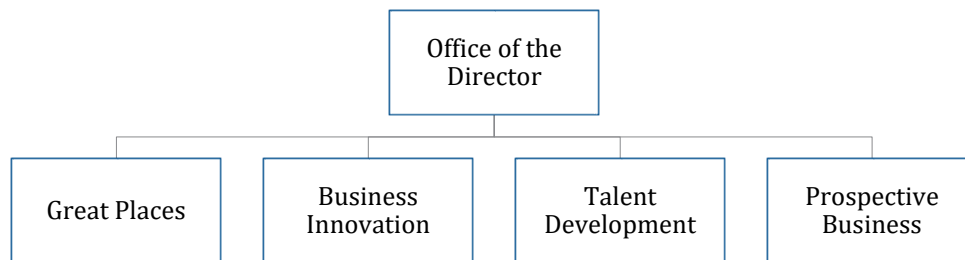 Office of the
Director
Great Places
Business
Innovation
Talent
Development
Prospective
Business